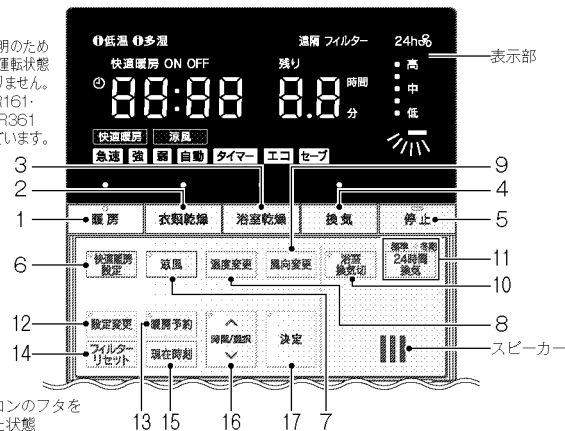 明のため
運転状態
りません。
R161・
R361
ています。
低温 多湿
遠隔 フィルター 24h
快適暖房 ON OFF 残り
88:88 8.8 時間 分
高
中
低
快適暖房 涼風
急速 強 弱 自動 タイマー エコ セーブ
表示部
3 9
2 4
1 暖房 衣類乾燥 浴室乾燥 換気 停止 5
6 快適暖房設定 涼風 温度変更 風向変更 浴室換気切 標準 冬期 24時間換気 11
10
8
12 設定変更 暖房予約 時間/選択 決定
14 フィルターリセット 現在時刻 スピーカー
コンのフタを
た状態
13 15 16 17 7